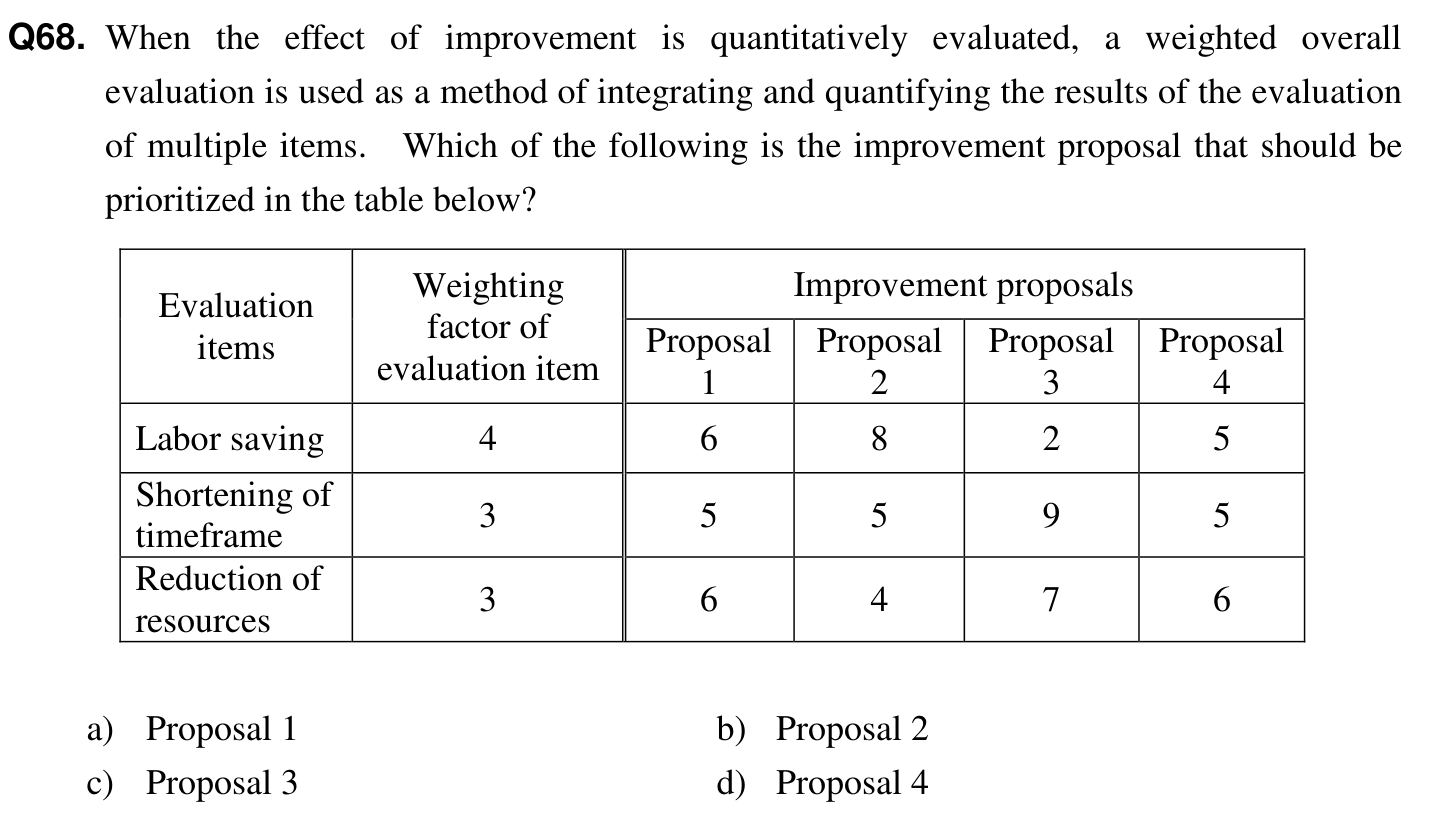 Q68. When the effect of improvement is quantitatively evaluated, a weighted overall
evaluation is used as a method of integrating and quantifying the results of the evaluation
of multiple items. Which of the following is the improvement proposal that should be
prioritized in the table below?
Evaluation
items
Weighting
factor of
evaluation item
Improvement proposals
Proposal
1
Proposal
2
Proposal
3
Proposal
4
Labor saving 4 6 8 2 5
Shortening of
timeframe
3 5 5 9 5
Reduction of
resources
3 6 4 7 6
a) Proposal 1 b) Proposal 2
c) Proposal 3 d) Proposal 4